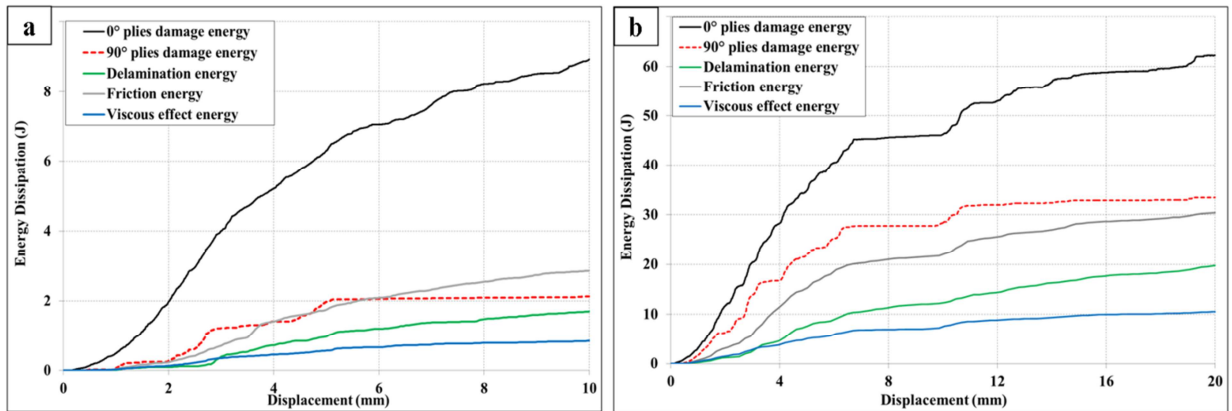 a
0° plies damage energy
90° plies damage energy
Delamination energy
Friction energy
Viscous effect energy
Energy Dissipation (J)
8
6
4
2
0
0 2 4 6 8 10
Displacement (mm)
b
0° plies damage energy
90° plies damage energy
Delamination energy
Friction energy
Viscous effect energy
Energy Dissipation (J)
60
50
40
30
20
10
0
0 4 8 12 16 20
Displacement (mm)